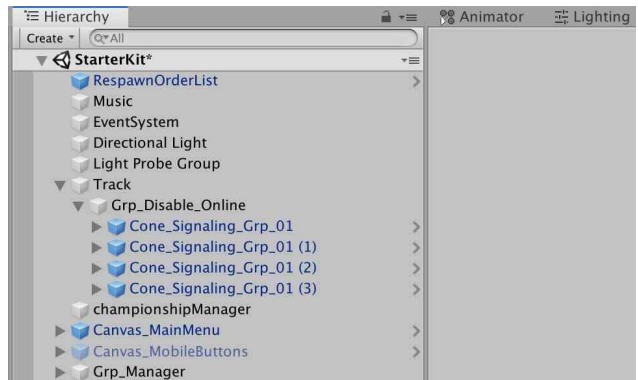 Hierarchy
Animator
Lighting
Create
All
StarterKit*
RespawnOrderList
Music
EventSystem
Directional Light
Light Probe Group
Track
Grp_Disable_Online
Cone_Signaling_Grp_01
Cone_Signaling_Grp_01 (1)
Cone_Signaling_Grp_01 (2)
Cone_Signaling_Grp_01 (3)
championshipManager
Canvas_MainMenu
Canvas_MobileButtons
Grp_Manager